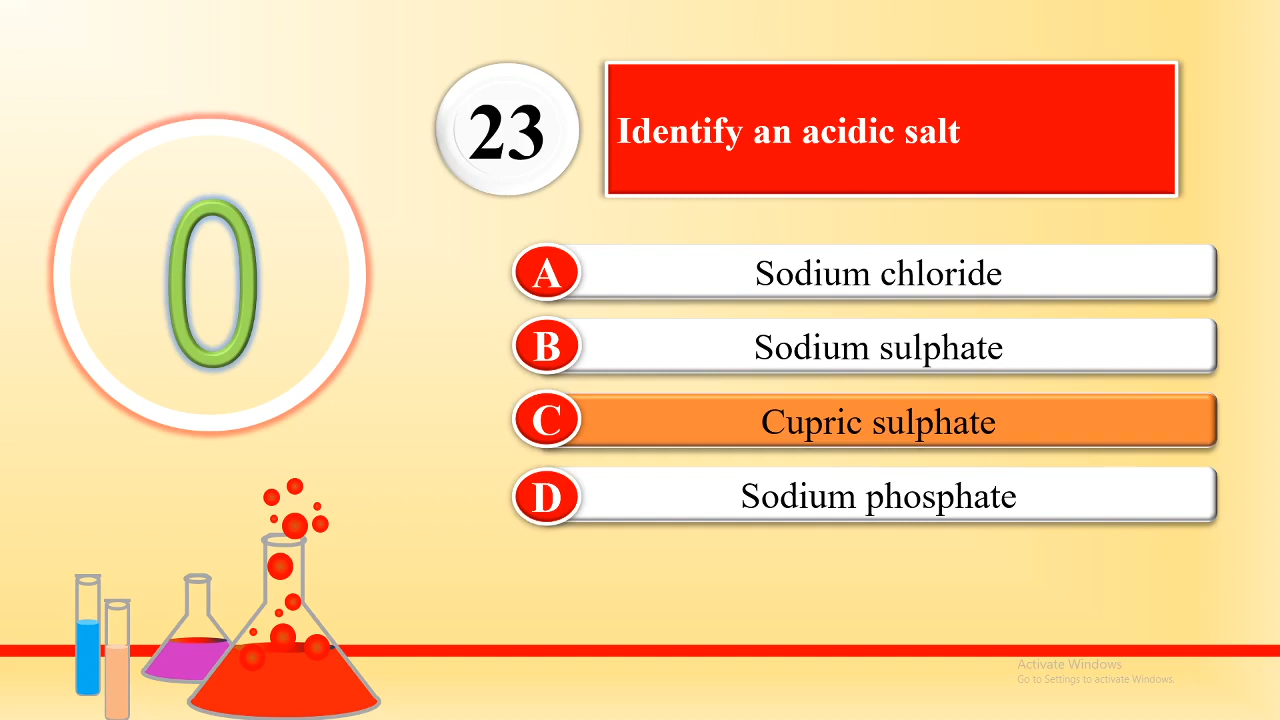 0
23
Identify an acidic salt
A Sodium chloride
B Sodium sulphate
C Cupric sulphate
D Sodium phosphate
Activate Windows
Go to Settings to activate Windows.